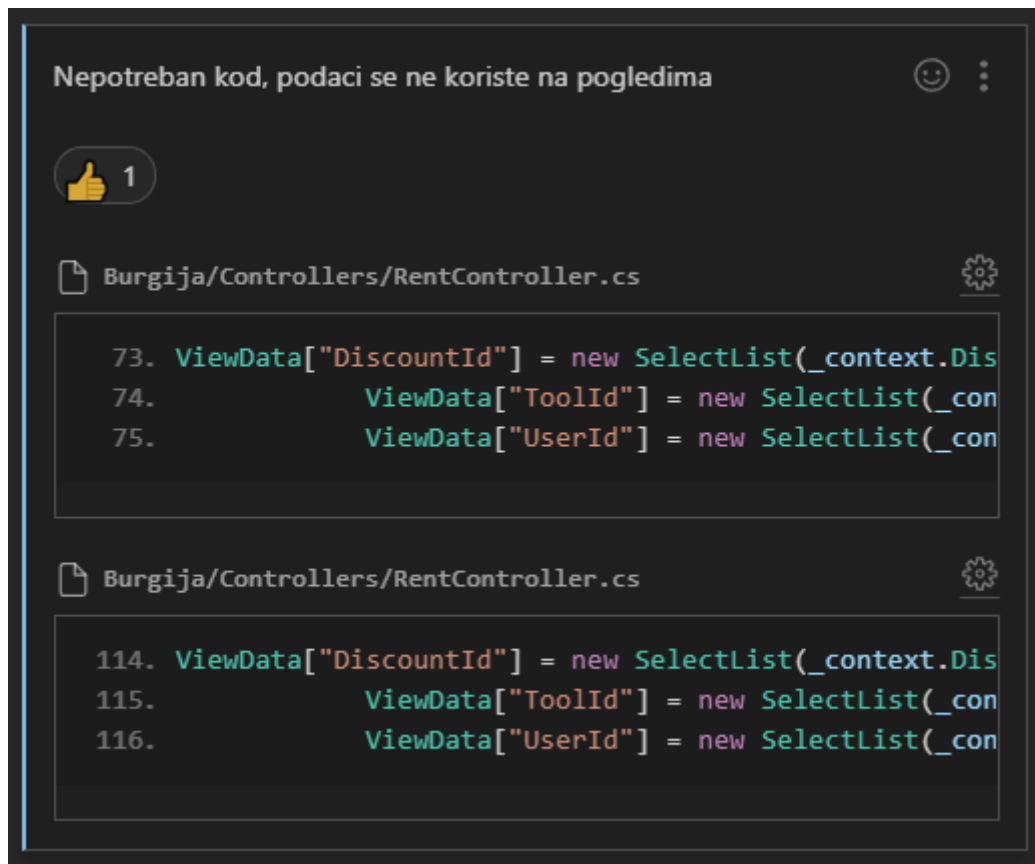 Nepotreban kod, podaci se ne koriste na pogledima
1
Burgija/Controllers/RentController.cs
73. ViewData["DiscountId"] = new SelectList(_context.Dis
74. ViewData["ToolId"] = new SelectList(_con
75. ViewData["UserId"] = new SelectList(_con
Burgija/Controllers/RentController.cs
114. ViewData["DiscountId"] = new SelectList(_context.Dis
115. ViewData["ToolId"] = new SelectList(_con
116. ViewData["UserId"] = new SelectList(_con